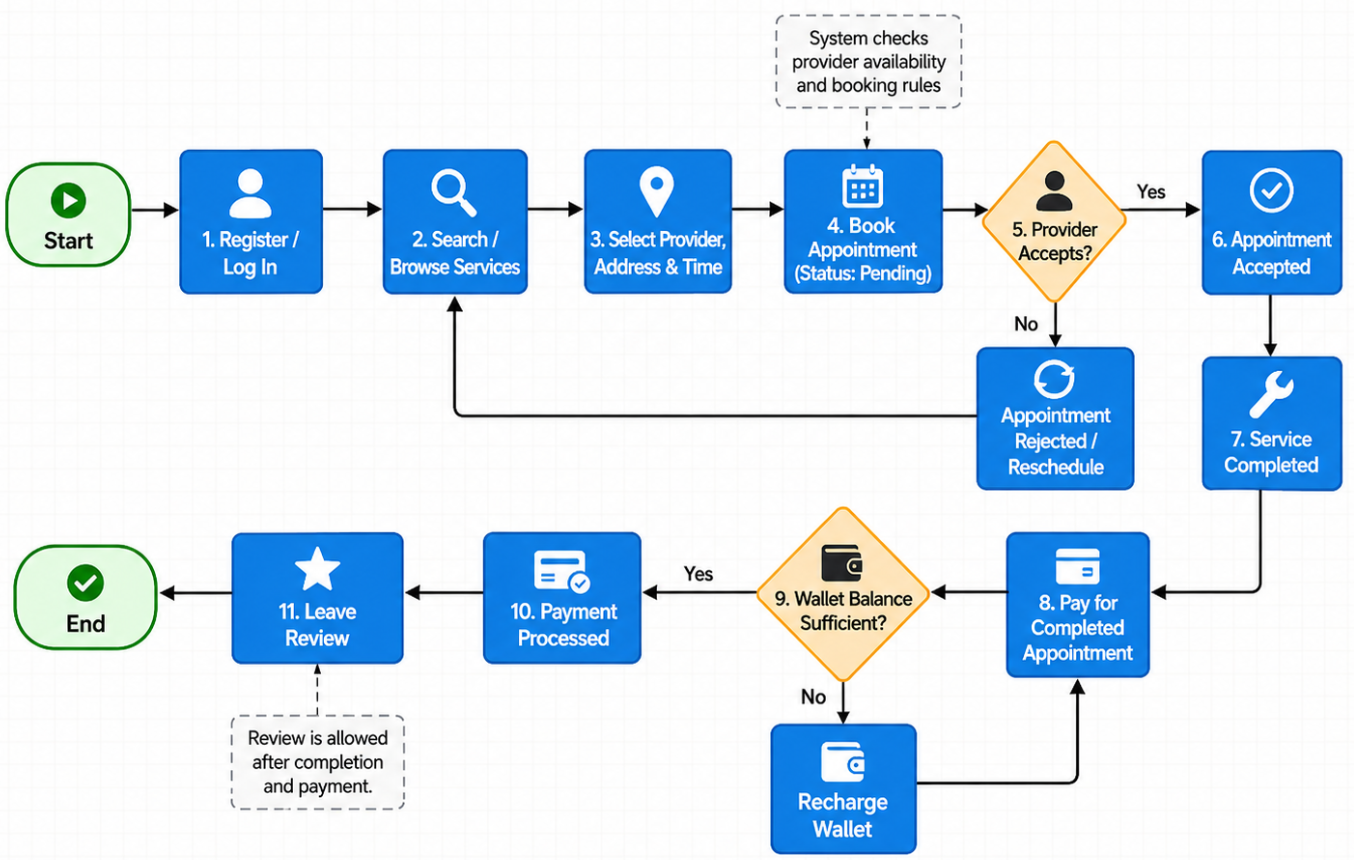 System checks
provider availability
and booking rules
Start
1. Register /
Log In
2. Search /
Browse Services
3. Select Provider,
Address & Time
4. Book
Appointment
(Status: Pending)
5. Provider
Accepts?
Yes
6. Appointment
Accepted
No
Appointment
Rejected /
Reschedule
7. Service
Completed
8. Pay for
Completed
Appointment
9. Wallet Balance
Sufficient?
Yes
10. Payment
Processed
11. Leave
Review
End
No
Recharge
Wallet
Review is allowed
after completion
and payment.